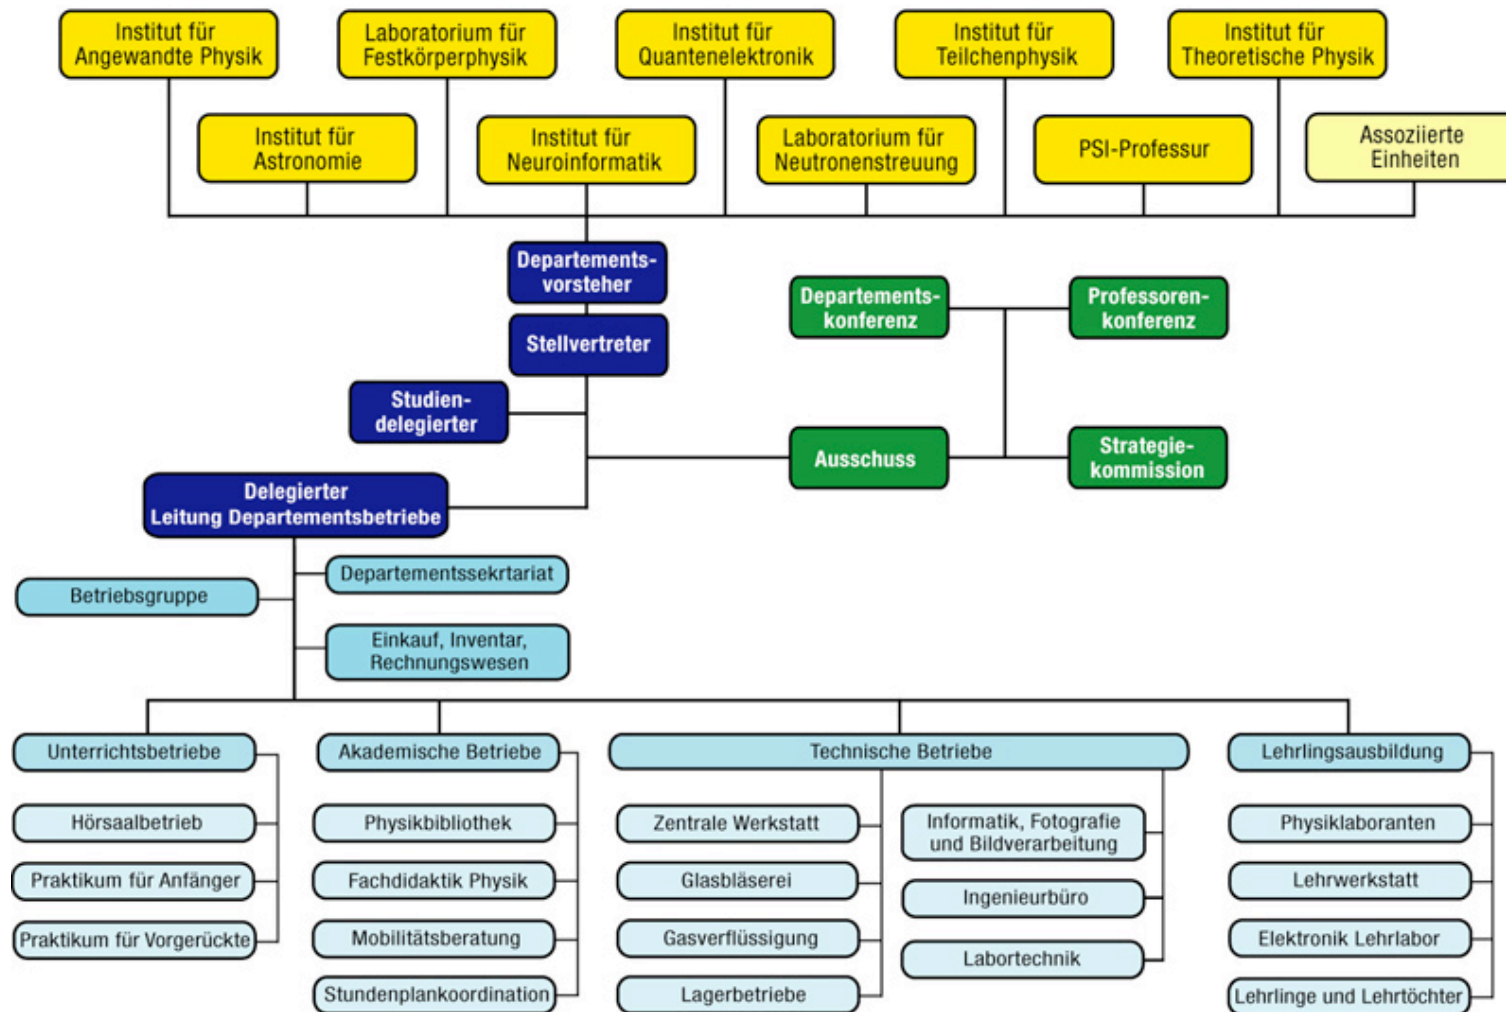 Institut für
Angewandte Physik
Laboratorium für
Festkörperphysik
Institut für
Quantenelektronik
Institut für
Teilchenphysik
Institut für
Theoretische Physik
Institut für
Astronomie
Institut für
Neuroinformatik
Laboratorium für
Neutronenstreuung
PSI-Professur
Assoziierte
Einheiten
Departements-
vorsteher
Stellvertreter
Studien-
delegierter
Departements-
konferenz
Professoren-
konferenz
Ausschuss
Strategie-
kommission
Delegierter
Leitung Departementsbetriebe
Departementssekrtariat
Betriebsgruppe
Einkauf, Inventar,
Rechnungswesen
Unterrichtsbetriebe
Hörsaalbetrieb
Praktikum für Anfänger
Praktikum für Vorgerückte
Akademische Betriebe
Physikbibliothek
Fachdidaktik Physik
Mobilitätsberatung
Stundenplankoordination
Technische Betriebe
Zentrale Werkstatt
Glasbläserei
Gasverflüssigung
Lagerbetriebe
Informatik, Fotografie
und Bildverarbeitung
Ingenieurbüro
Labortechnik
Lehrlingsausbildung
Physiklaboranten
Lehrwerkstatt
Elektronik Lehrlabor
Lehrlinge und Lehrtöchter